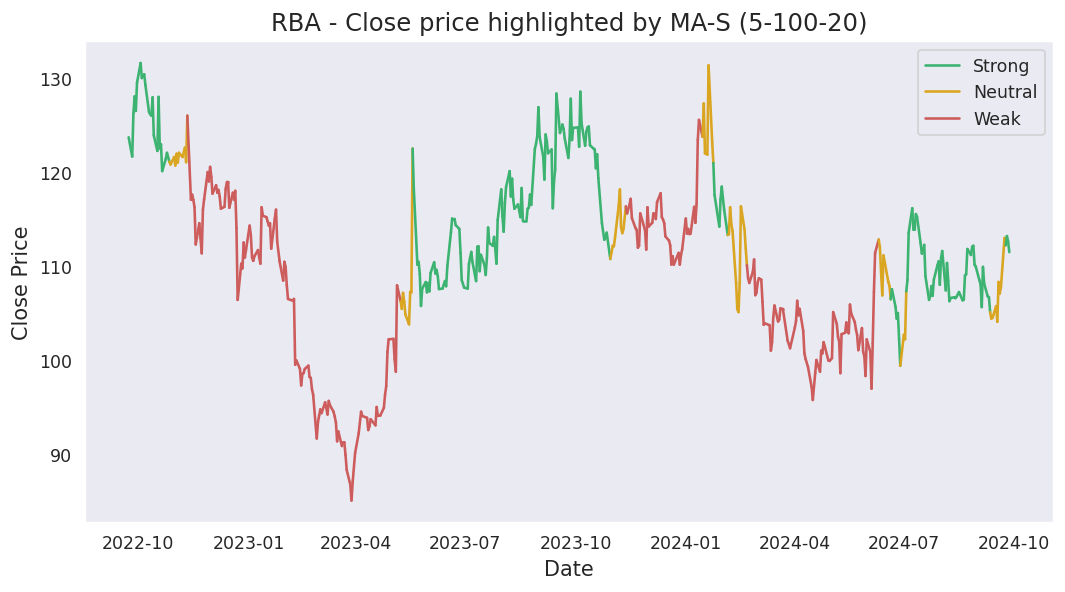 RBA - Close price highlighted by MA-S (5-100-20)
Strong
Neutral
Weak
130
120
110
100
90
Close Price
2022-10 2023-01 2023-04 2023-07 2023-10 2024-01 2024-04 2024-07 2024-10
Date